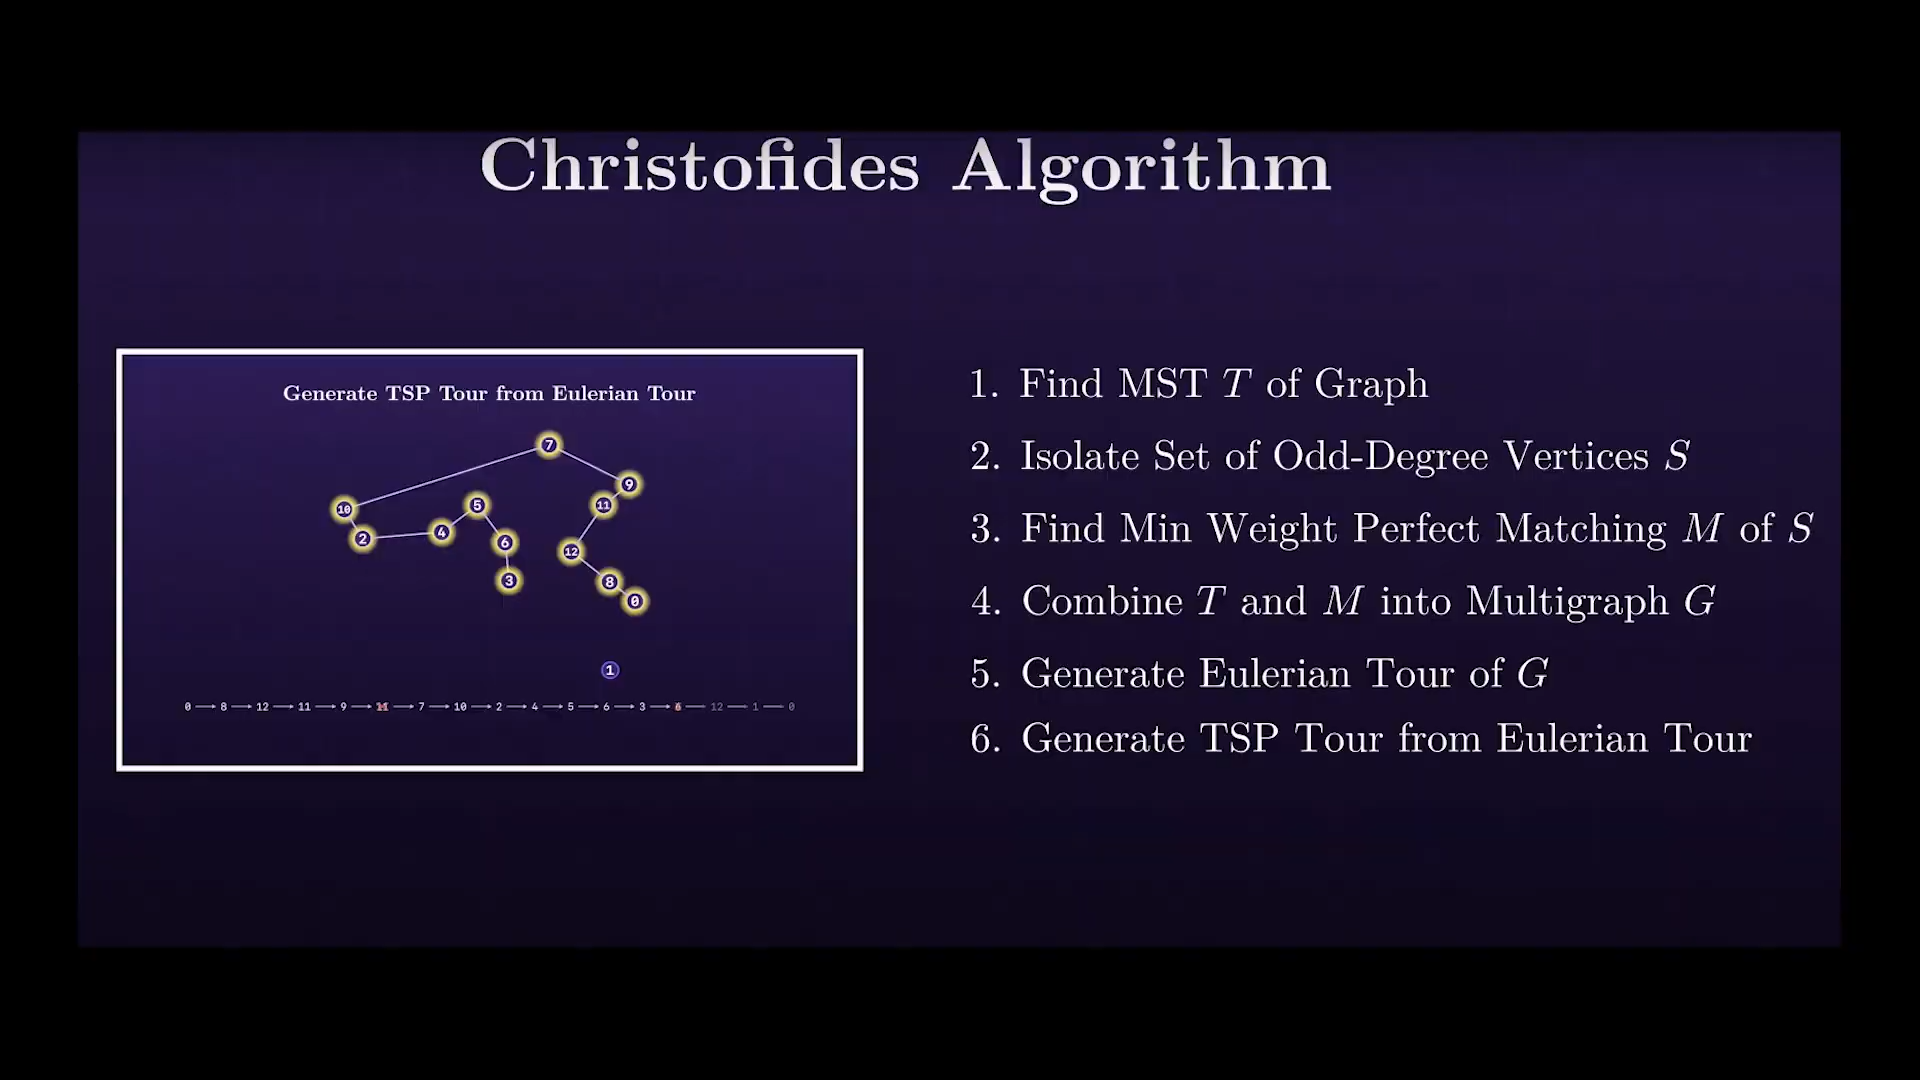 Christofides Algorithm
Generate TSP Tour from Eulerian Tour
7
9
10
5
11
4
2
6
12
3
8
0
1
0 → 8 → 12 → 11 → 9 → 11 → 7 → 10 → 2 → 4 → 5 → 6 → 3 → 6 → 12 → 1 → 0
1. Find MST T of Graph
2. Isolate Set of Odd-Degree Vertices S
3. Find Min Weight Perfect Matching M of S
4. Combine T and M into Multigraph G
5. Generate Eulerian Tour of G
6. Generate TSP Tour from Eulerian Tour